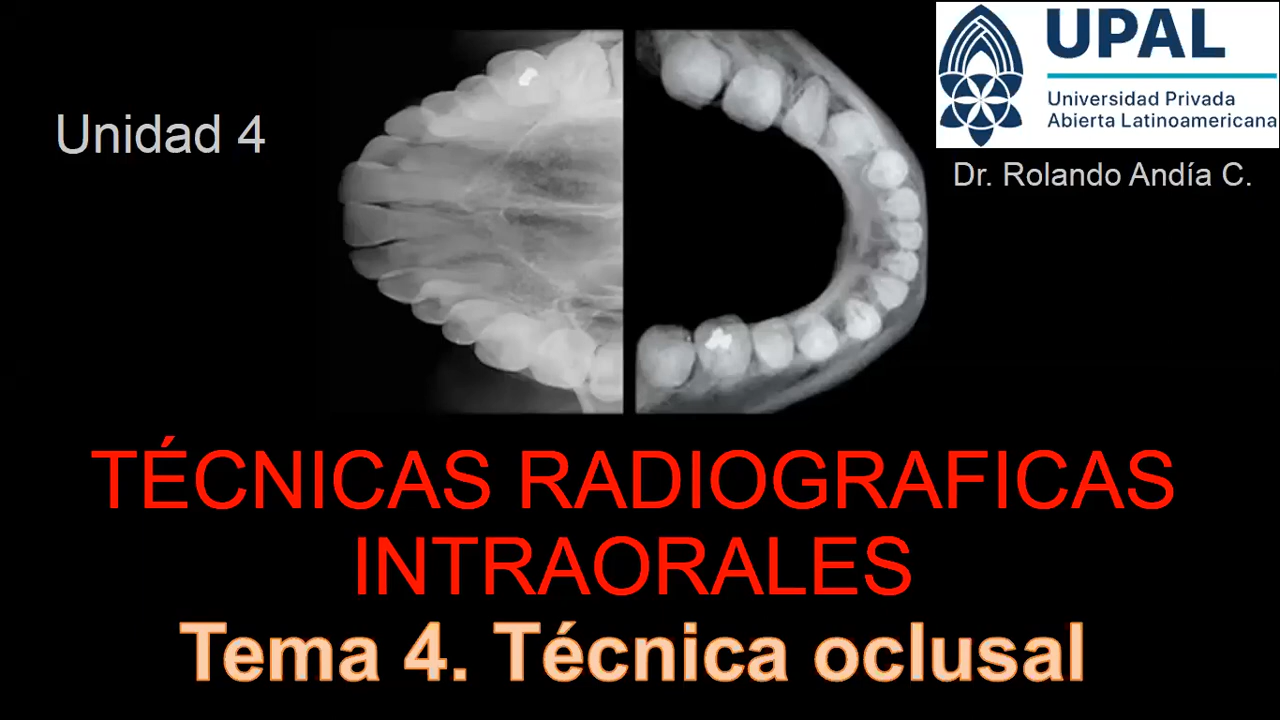 Unidad 4
UPAL
Universidad Privada
Abierta Latinoamericana
Dr. Rolando Andía C.
TÉCNICAS RADIOGRAFICAS
INTRAORALES
Tema 4. Técnica oclusal